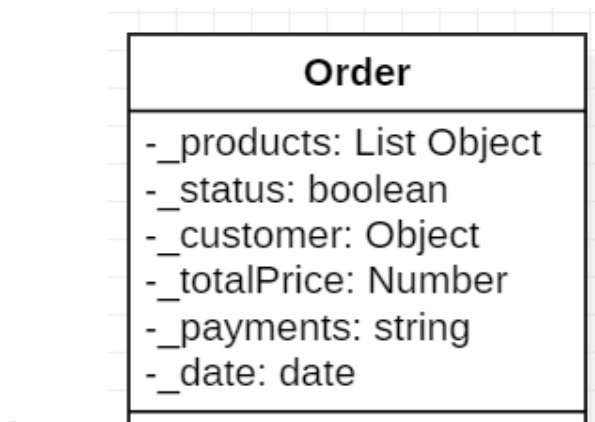 Order
-_products: List Object
-_status: boolean
-_customer: Object
-_totalPrice: Number
-_payments: string
-_date: date